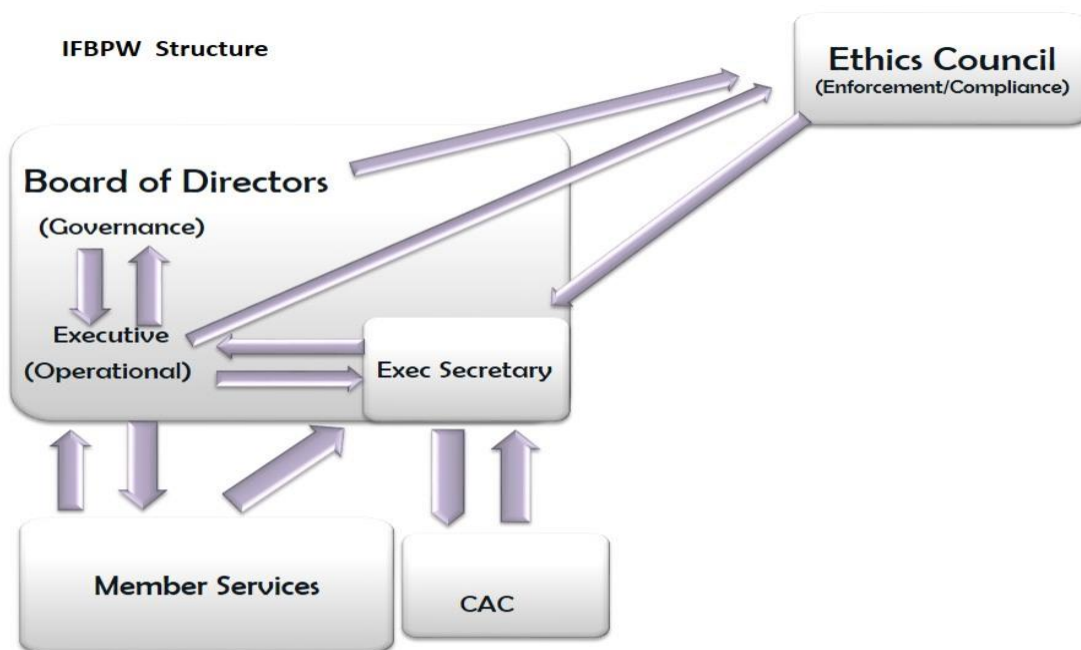 IFBPW Structure
Ethics Council
(Enforcement/Compliance)
Board of Directors
(Governance)
Executive
(Operational)
Exec Secretary
Member Services
CAC